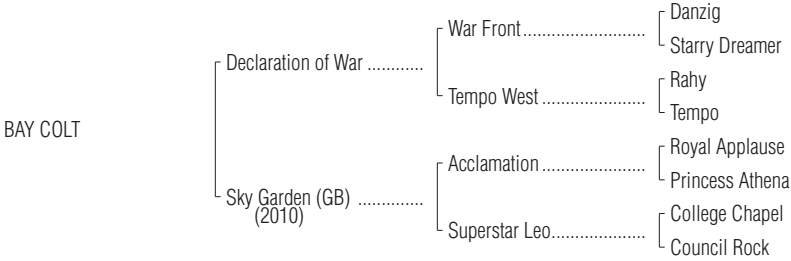 Danzig
War Front..........................
Starry Dreamer
Declaration of War ............
Rahy
Tempo West ......................
Tempo
BAY COLT
Royal Applause
Acclamation ......................
Princess Athena
Sky Garden (GB) ..............
(2010)
College Chapel
Superstar Leo....................
Council Rock